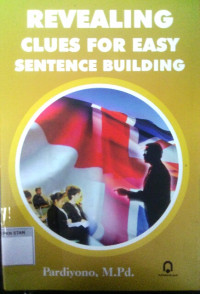 REVEALING
CLUES FOR EASY
SENTENCE BUILDING
Pardiyono, M.Pd.